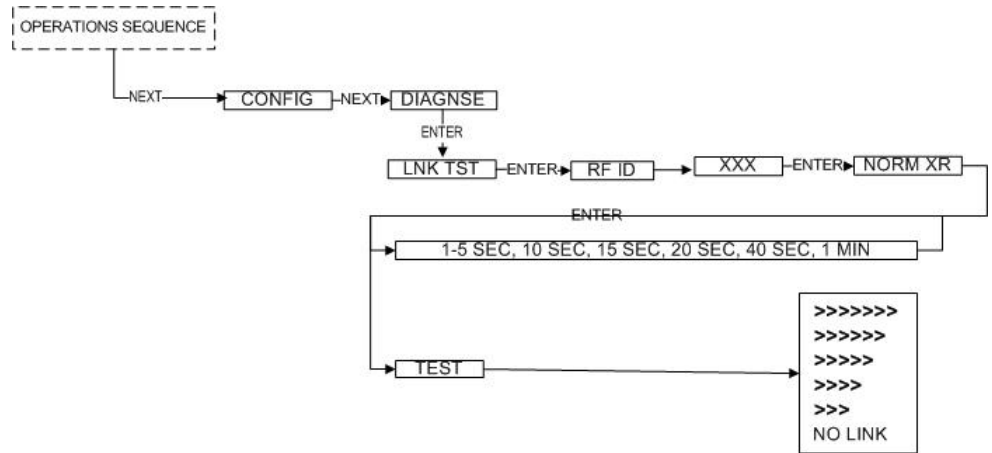 OPERATIONS SEQUENCE
NEXT CONFIG NEXT DIAGNSE
ENTER
LNK TST ENTER RF ID XXX ENTER NORM XR
ENTER
1-5 SEC, 10 SEC, 15 SEC, 20 SEC, 40 SEC, 1 MIN
TEST
>>>>>>>
>>>>>>
>>>>>
>>>>
>>>
NO LINK